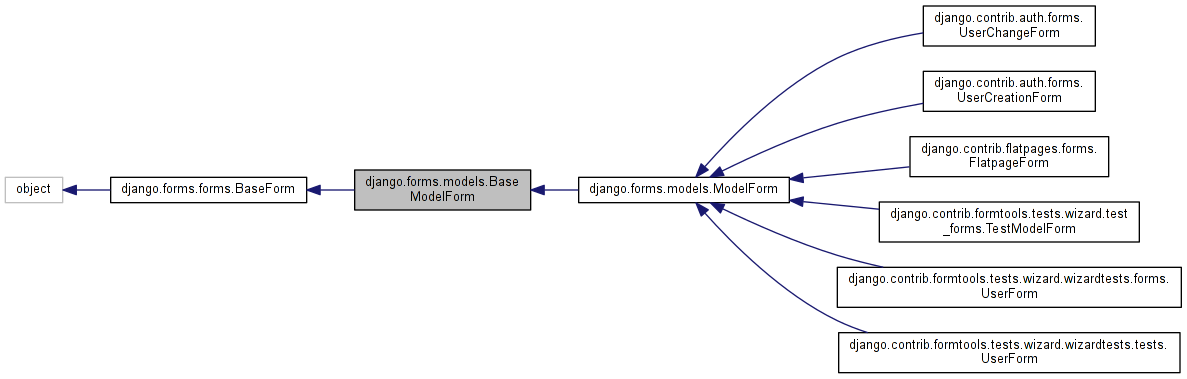 object
django.forms.forms.BaseForm
django.forms.models.Base
ModelForm
django.forms.models.ModelForm
django.contrib.auth.forms.
UserChangeForm
django.contrib.auth.forms.
UserCreationForm
django.contrib.flatpages.forms.
FlatpageForm
django.contrib.formtools.tests.wizard.test
_forms.TestModelForm
django.contrib.formtools.tests.wizard.wizardtests.forms.
UserForm
django.contrib.formtools.tests.wizard.wizardtests.tests.
UserForm